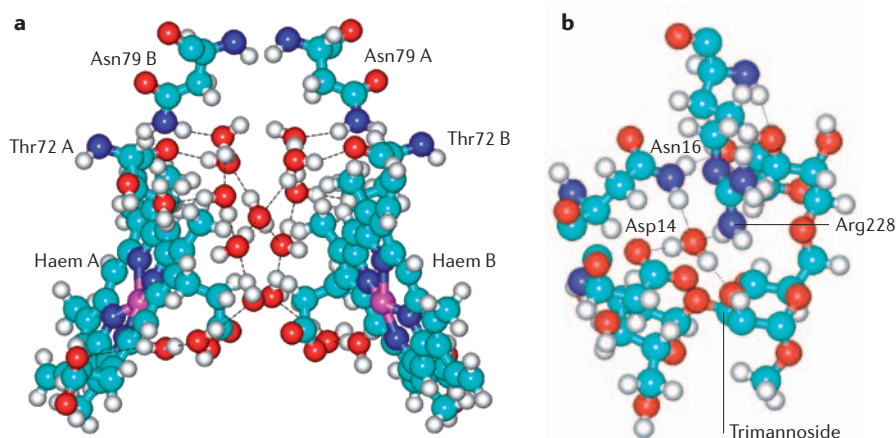 a
Asn79 B
Asn79 A
Thr72 A
Thr72 B
Haem A
Haem B
b
Asn16
Asp14
Arg228
Trimannoside